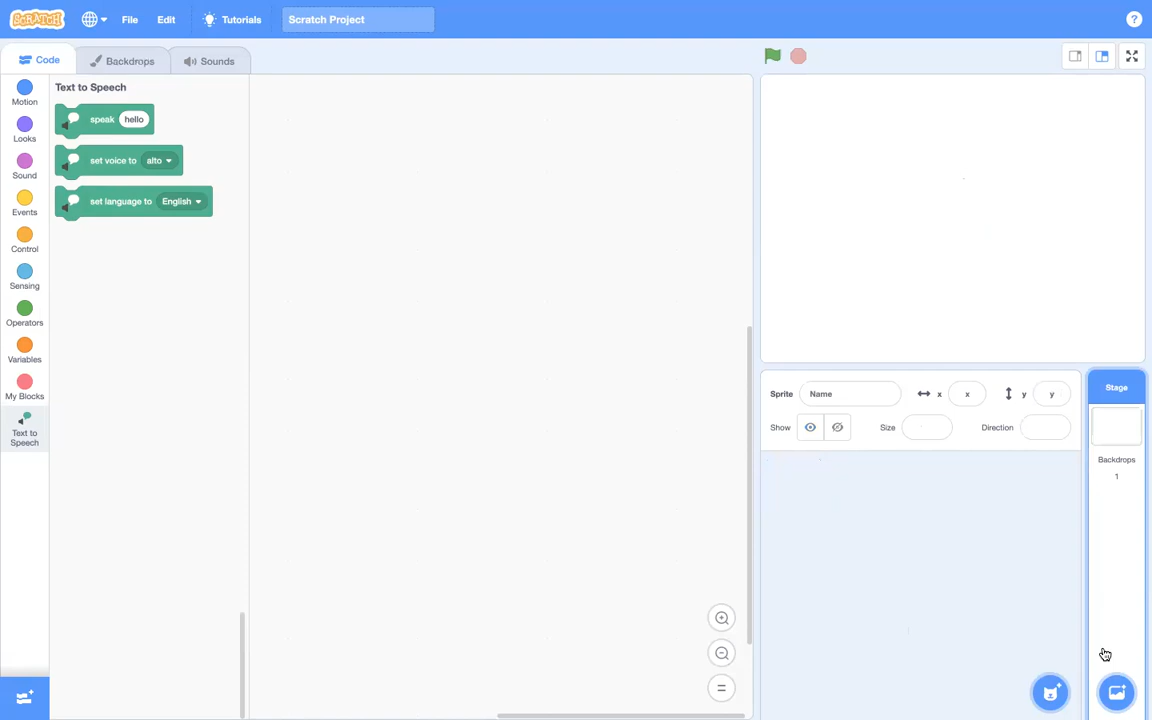 SCRATCH File Edit Tutorials Scratch Project ?
Code Backdrops Sounds
Motion
Looks
Sound
Events
Control
Sensing
Operators
Variables
My Blocks
Text to
Speech
Text to Speech
speak hello
set voice to alto
set language to English
Sprite Name x x y y
Show Size Direction
Stage
Backdrops
1